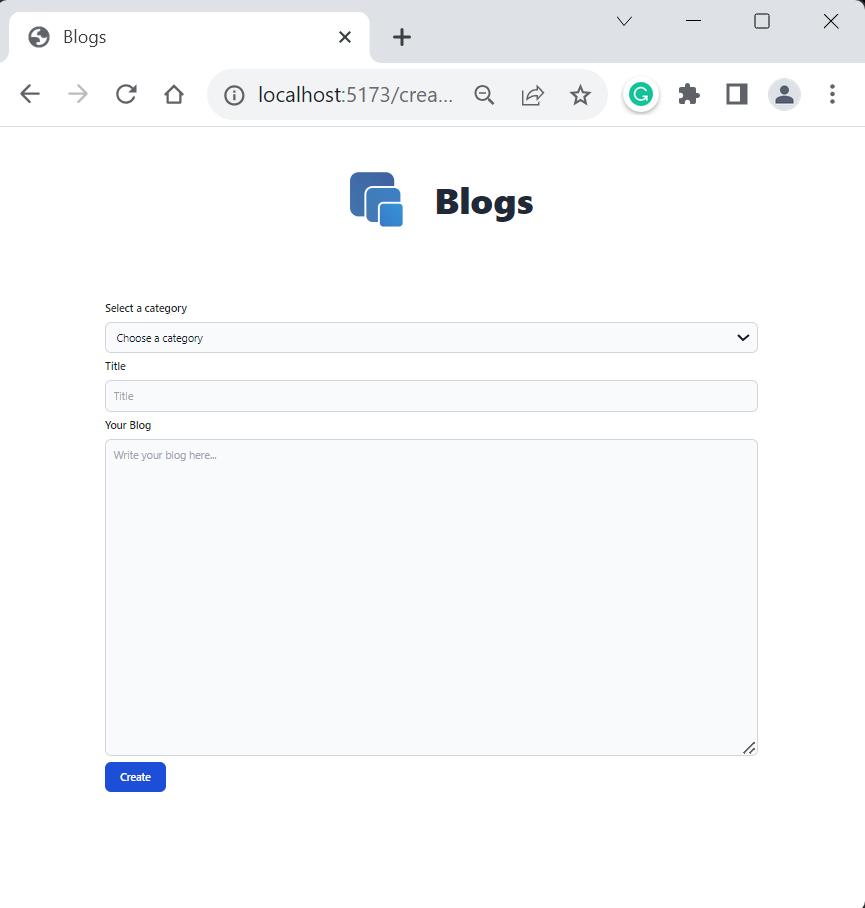 Blogs
localhost:5173/crea...
Blogs
Select a category
Choose a category
Title
Title
Your Blog
Write your blog here...
Create